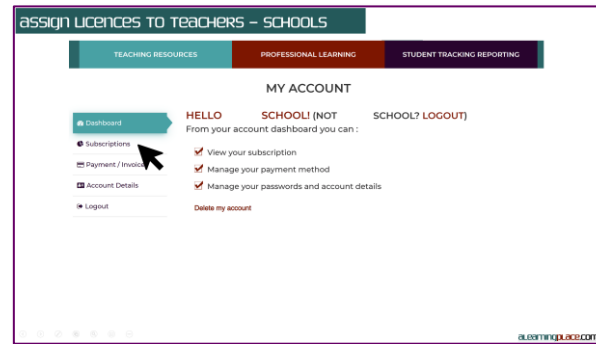 assign Licences to Teachers – SCHOOLS
TEACHING RESOURCES PROFESSIONAL LEARNING STUDENT TRACKING REPORTING
MY ACCOUNT
HELLO SCHOOL! (NOT SCHOOL? LOGOUT)
From your account dashboard you can :
Dashboard
Subscriptions
Payment / Invoice
Account Details
Logout
View your subscription
Manage your payment method
Manage your passwords and account details
Delete my account
aLearningPLace.com